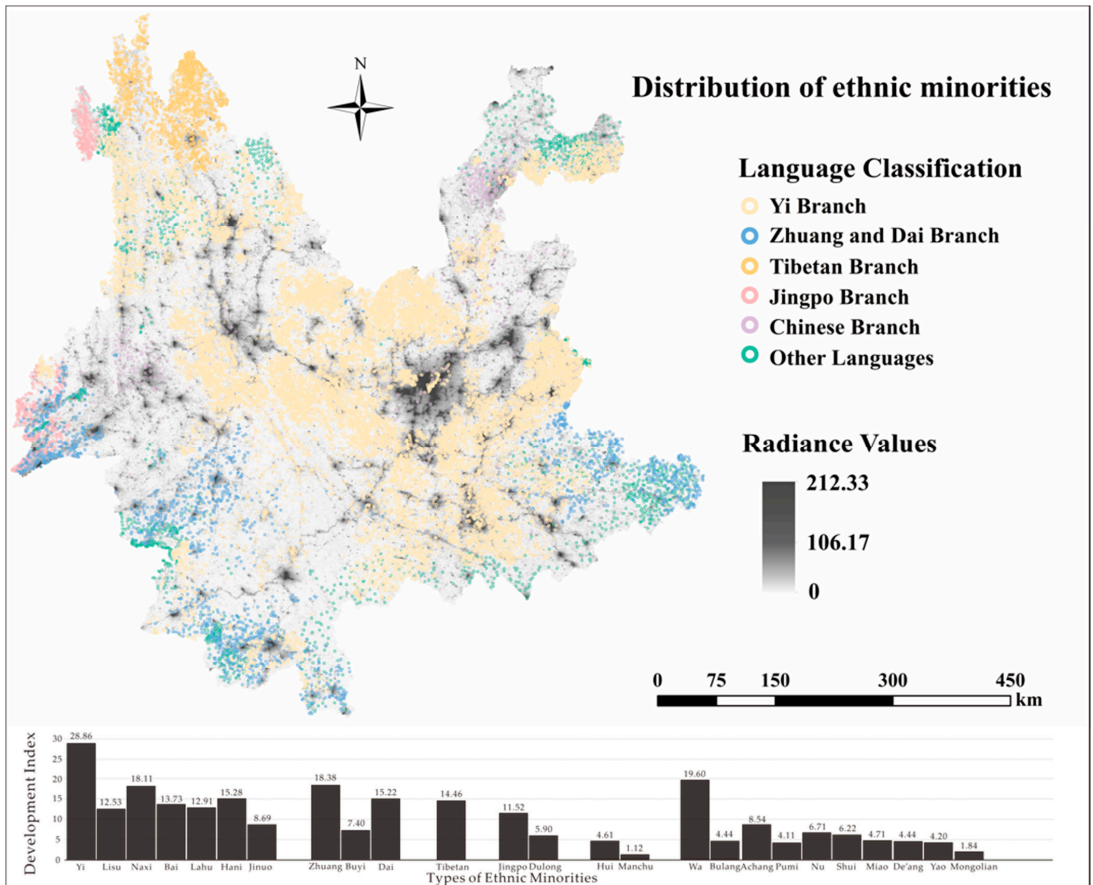 N
Distribution of ethnic minorities
Language Classification
Yi Branch
Zhuang and Dai Branch
Tibetan Branch
Jingpo Branch
Chinese Branch
Other Languages
Radiance Values
212.33
106.17
0
0 75 150 300 450
km
Development Index
30
25
20
15
10
5
0
28.86 12.53 18.11 13.73 12.91 15.28 8.69 18.38 7.40 15.22 14.46 11.52 5.90 4.61 1.12 19.60 4.44 8.54 4.11 6.71 6.22 4.71 4.44 4.20 1.84
Yi Lisu Naxi Bai Lahu Hani Jinuo Zhuang Buyi Dai Tibetan Jingpo Dulong Hui Manchu Wa Bulang Achang Pumi Nu Shui Miao De'ang Yao Mongolian
Types of Ethnic Minorities